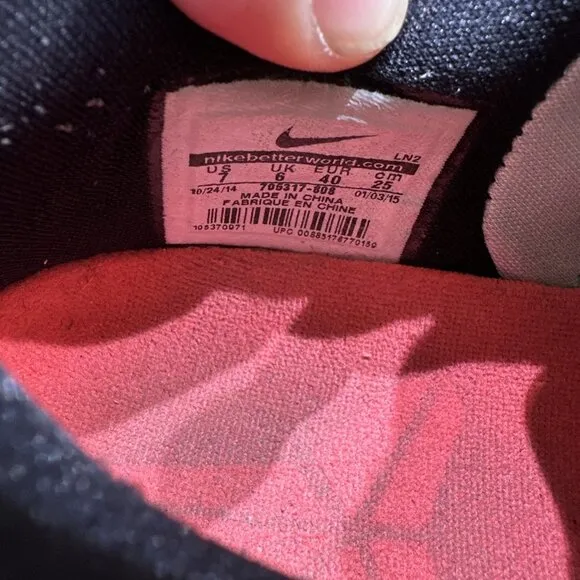 LN2
nikebetterworld.com
US UK EUR cm
7 6 40 25
10/24/14 705317-808 01/03/15
MADE IN CHINA
FABRIQUE EN CHINE
105370971 UPC 00885176770159